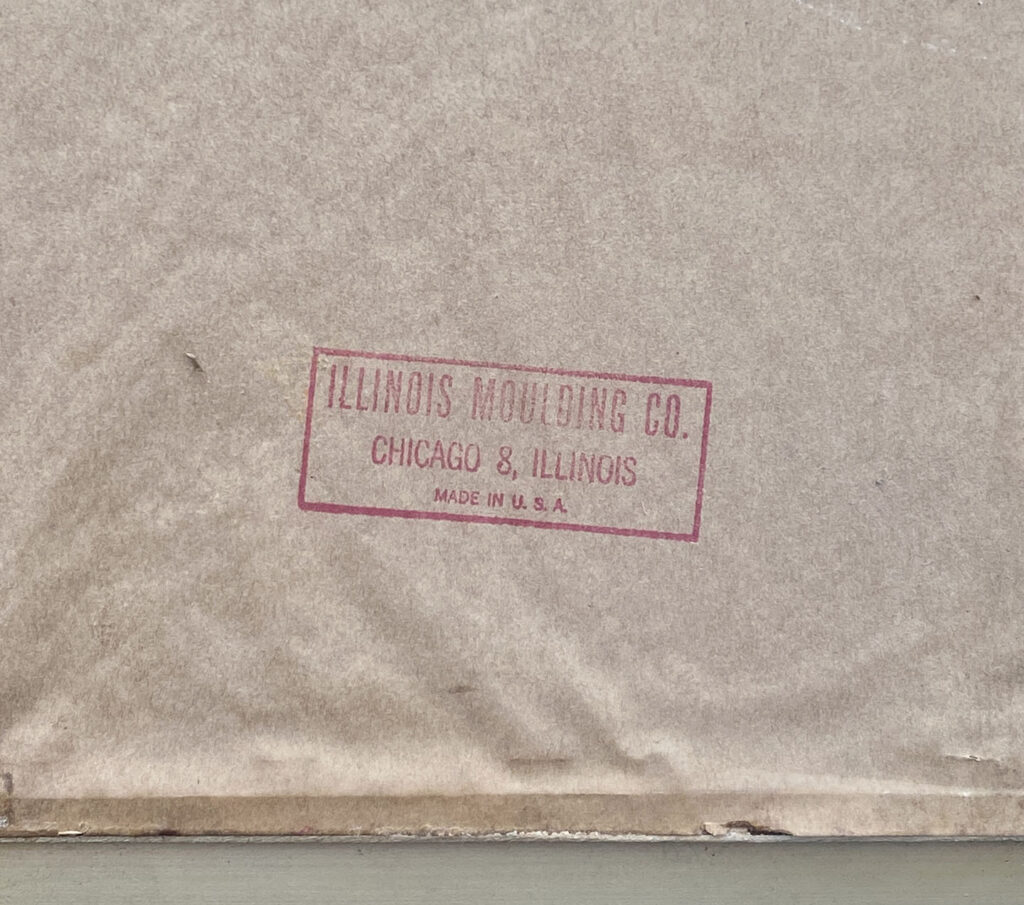 ILLINOIS MOULDING CO.
CHICAGO 8, ILLINOIS
MADE IN U. S. A.